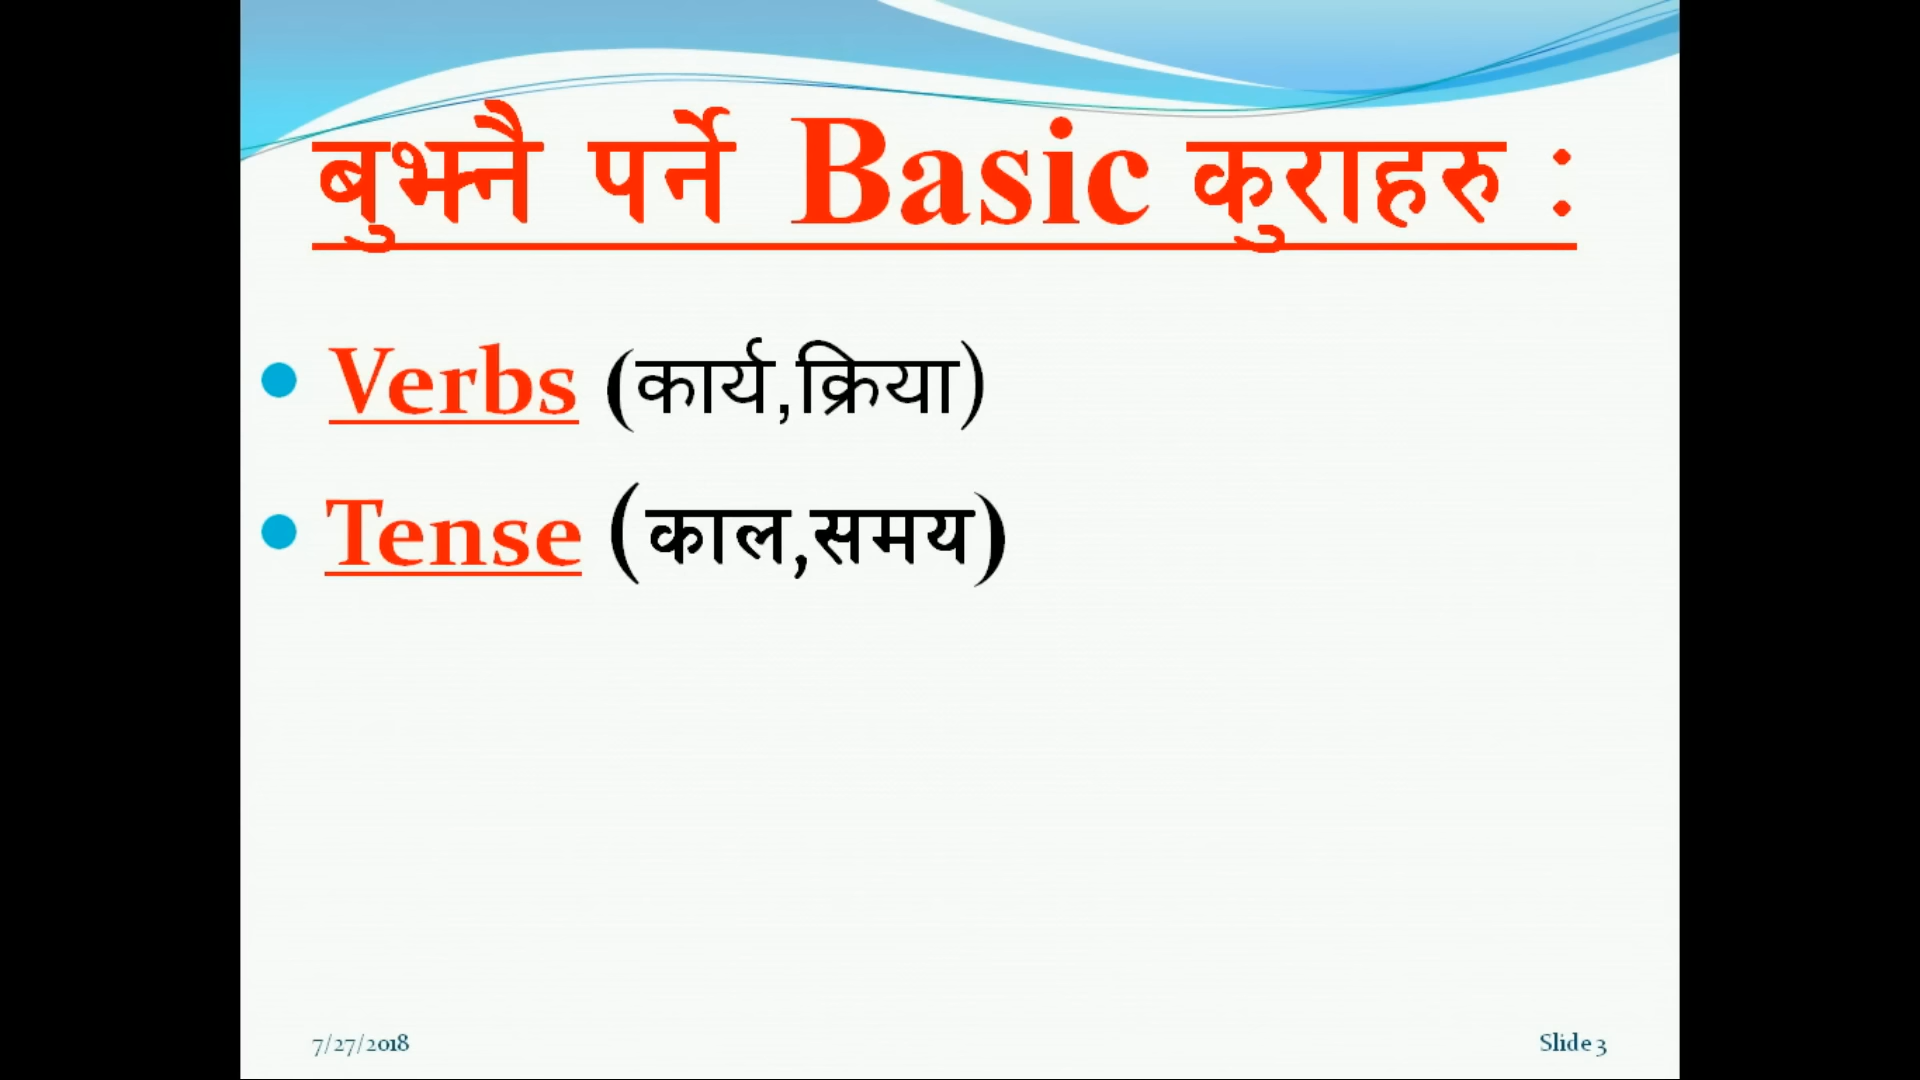 बुझ्नै पर्ने Basic कुराहरु :
Verbs (कार्य,क्रिया)
Tense (काल,समय)
7/27/2018
Slide 3